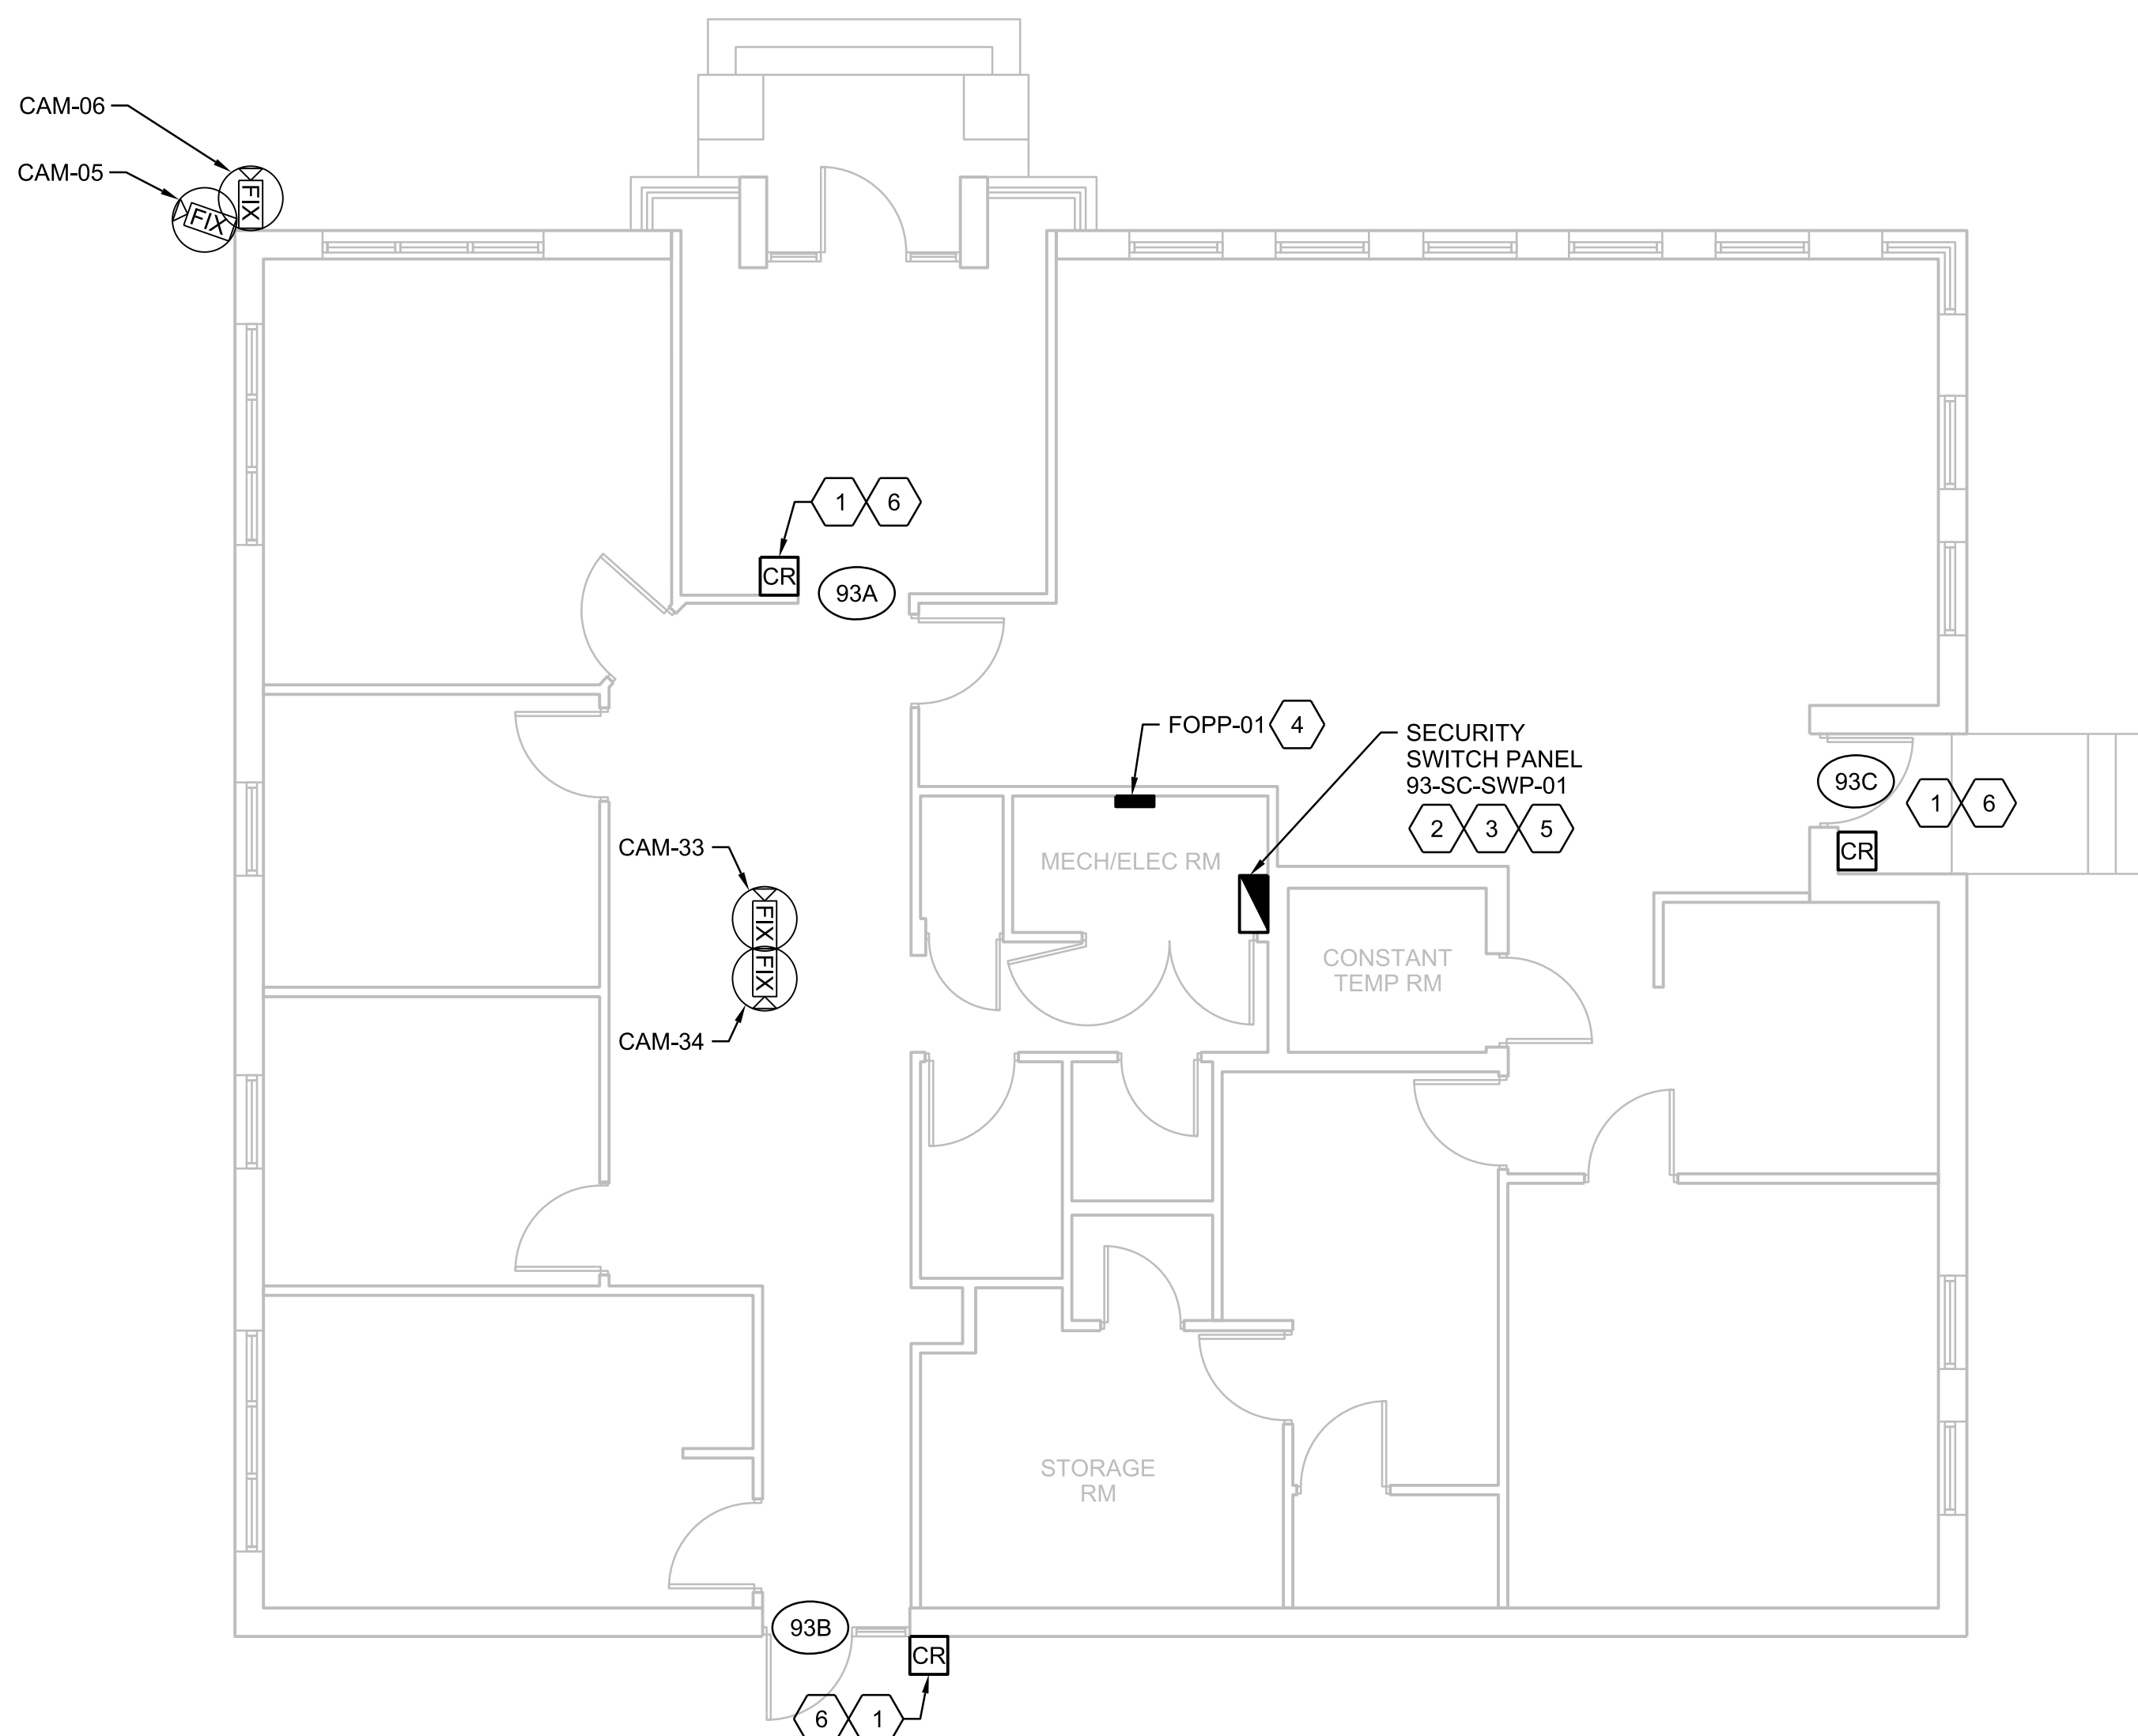 CAM-06
CAM-05
FIX
FIX
1
6
CR
93A
FOPP-01
4
SECURITY
SWITCH PANEL
93-SC-SWP-01
2
3
5
93C
1
6
CR
CAM-33
MECH/ELEC RM
FIX
FIX
CONSTANT
TEMP RM
CAM-34
STORAGE
RM
93B
CR
6
1